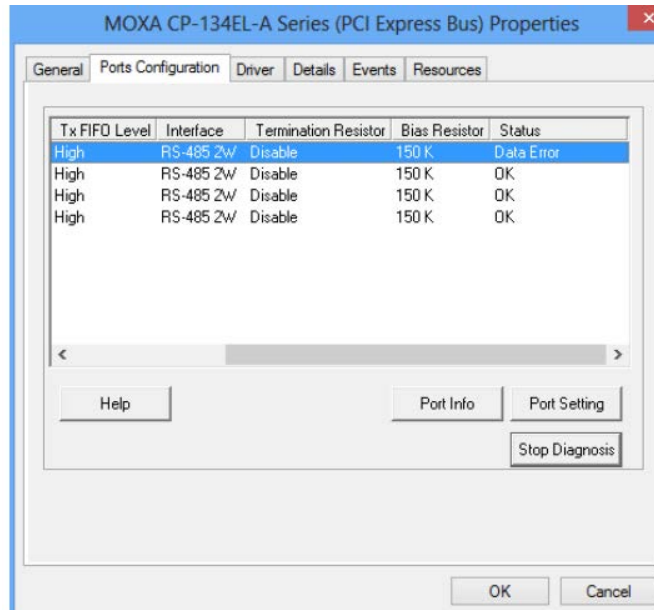 MOXA CP-134EL-A Series (PCI Express Bus) Properties
General Ports Configuration Driver Details Events Resources
Tx FIFO Level Interface Termination Resistor Bias Resistor Status
High RS-485 2W Disable 150 K Data Error
High RS-485 2W Disable 150 K OK
High RS-485 2W Disable 150 K OK
High RS-485 2W Disable 150 K OK
Help Port Info Port Setting
Stop Diagnosis
OK Cancel